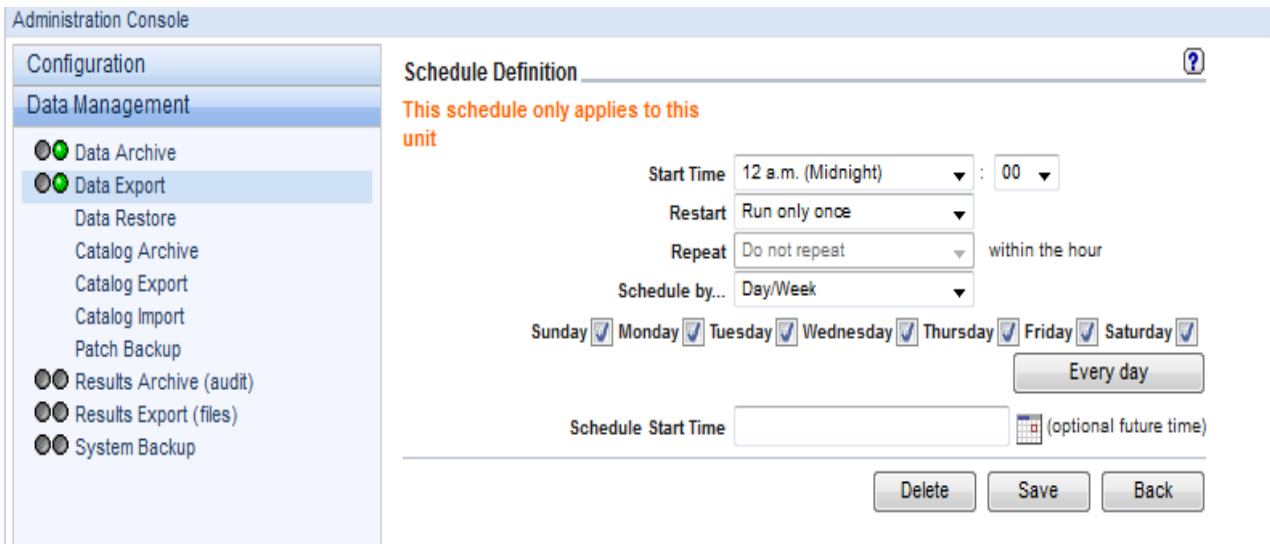 Administration Console
Configuration
Data Management
Data Archive
Data Export
Data Restore
Catalog Archive
Catalog Export
Catalog Import
Patch Backup
Results Archive (audit)
Results Export (files)
System Backup
Schedule Definition ?
This schedule only applies to this
unit
Start Time 12 a.m. (Midnight) : 00
Restart Run only once
Repeat Do not repeat within the hour
Schedule by... Day/Week
Sunday Monday Tuesday Wednesday Thursday Friday Saturday
Every day
Schedule Start Time (optional future time)
Delete Save Back